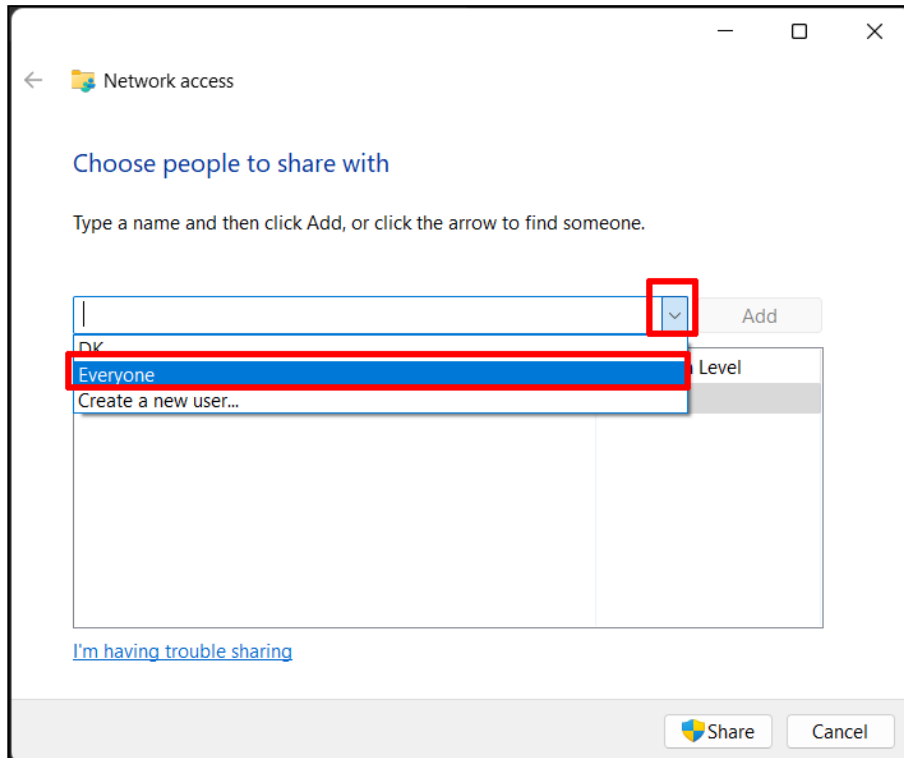 Network access
Choose people to share with
Type a name and then click Add, or click the arrow to find someone.
Add
DK
Everyone
Level
Create a new user...
I'm having trouble sharing
Share
Cancel